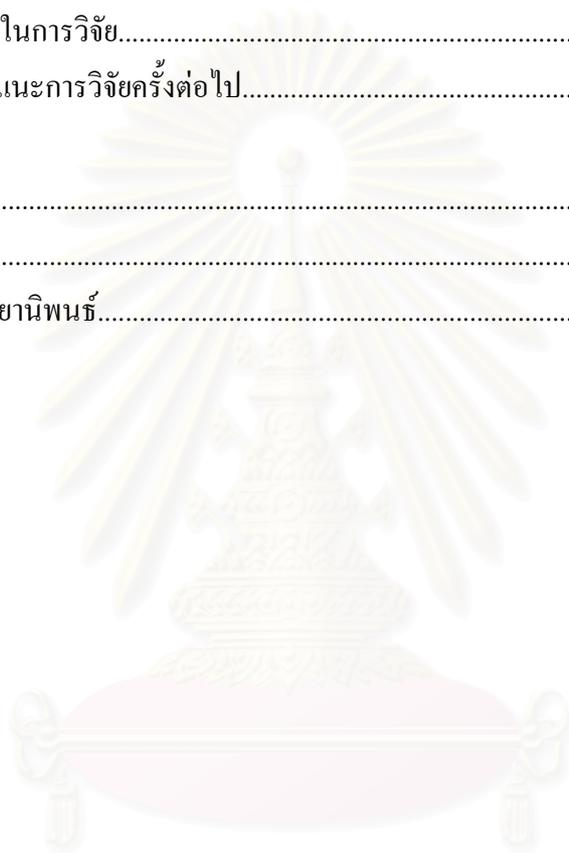 ในการวิจัย..........................................................................
แนะการวิจัยครั้งต่อไป......................................................
..........................................................................................
..........................................................................................
ยานิพนธ์.............................................................................